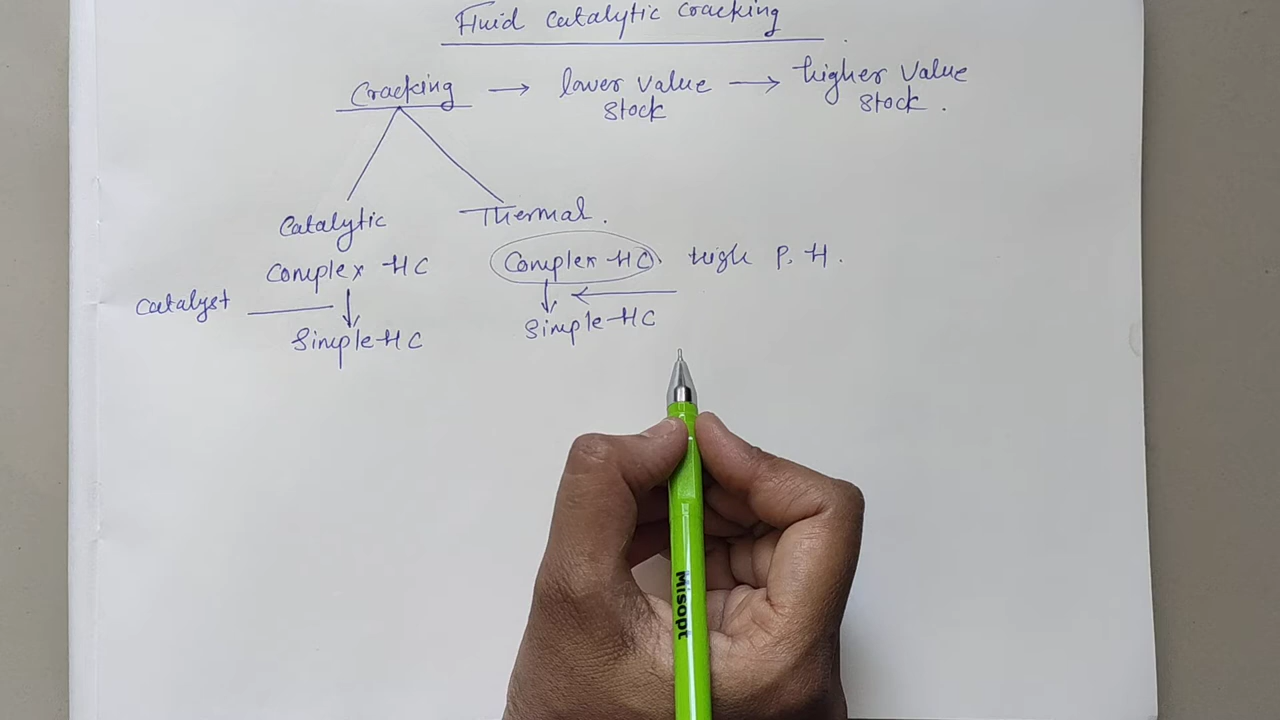 Fluid Catalytic Cracking
Cracking → lower value stock → higher value stock.
Catalytic
Thermal.
Complex HC
Complex HC high P, H.
Catalyst
Simple HC
Simple HC
Misopt